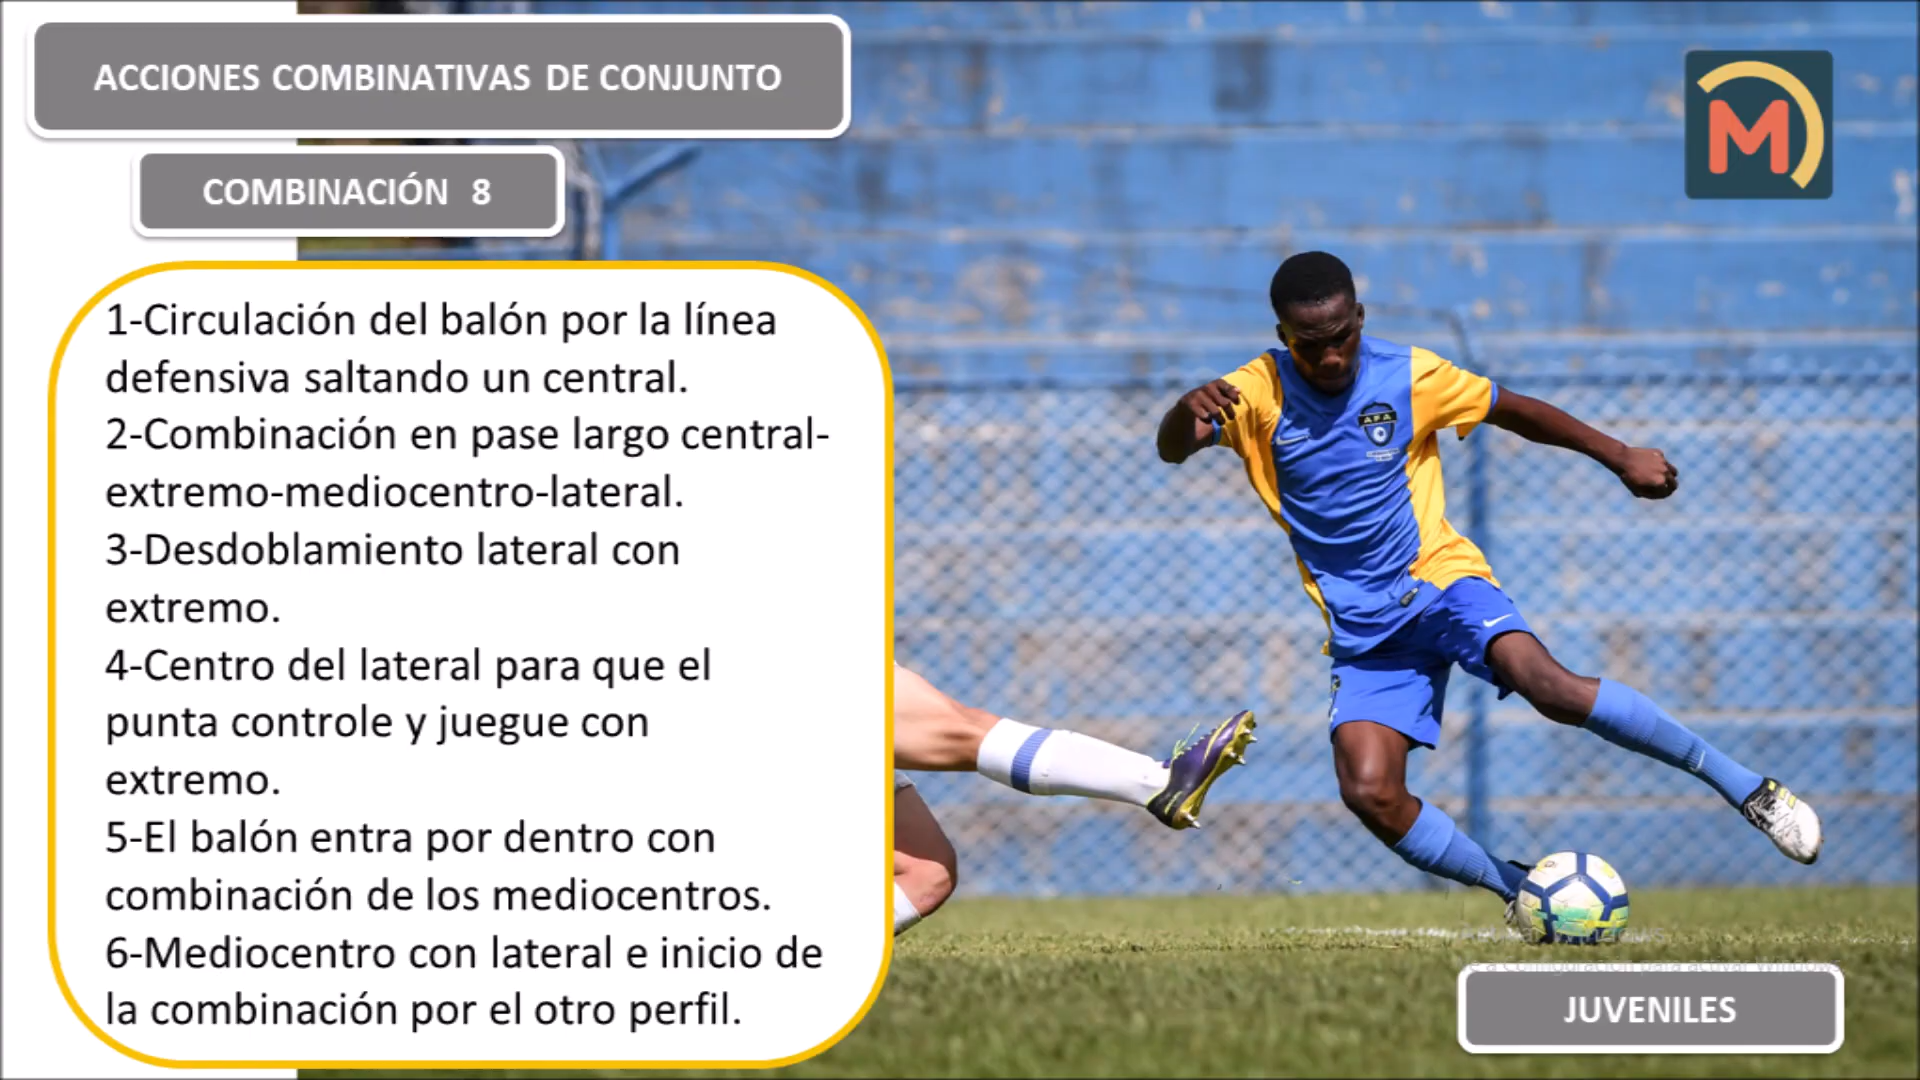 ACCIONES COMBINATIVAS DE CONJUNTO
COMBINACIÓN 8
M
1-Circulación del balón por la línea
defensiva saltando un central.
2-Combinación en pase largo central-
extremo-mediocentro-lateral.
3-Desdoblamiento lateral con
extremo.
4-Centro del lateral para que el
punta controle y juegue con
extremo.
5-El balón entra por dentro con
combinación de los mediocentros.
6-Mediocentro con lateral e inicio de
la combinación por el otro perfil.
AFA
JUVENILES